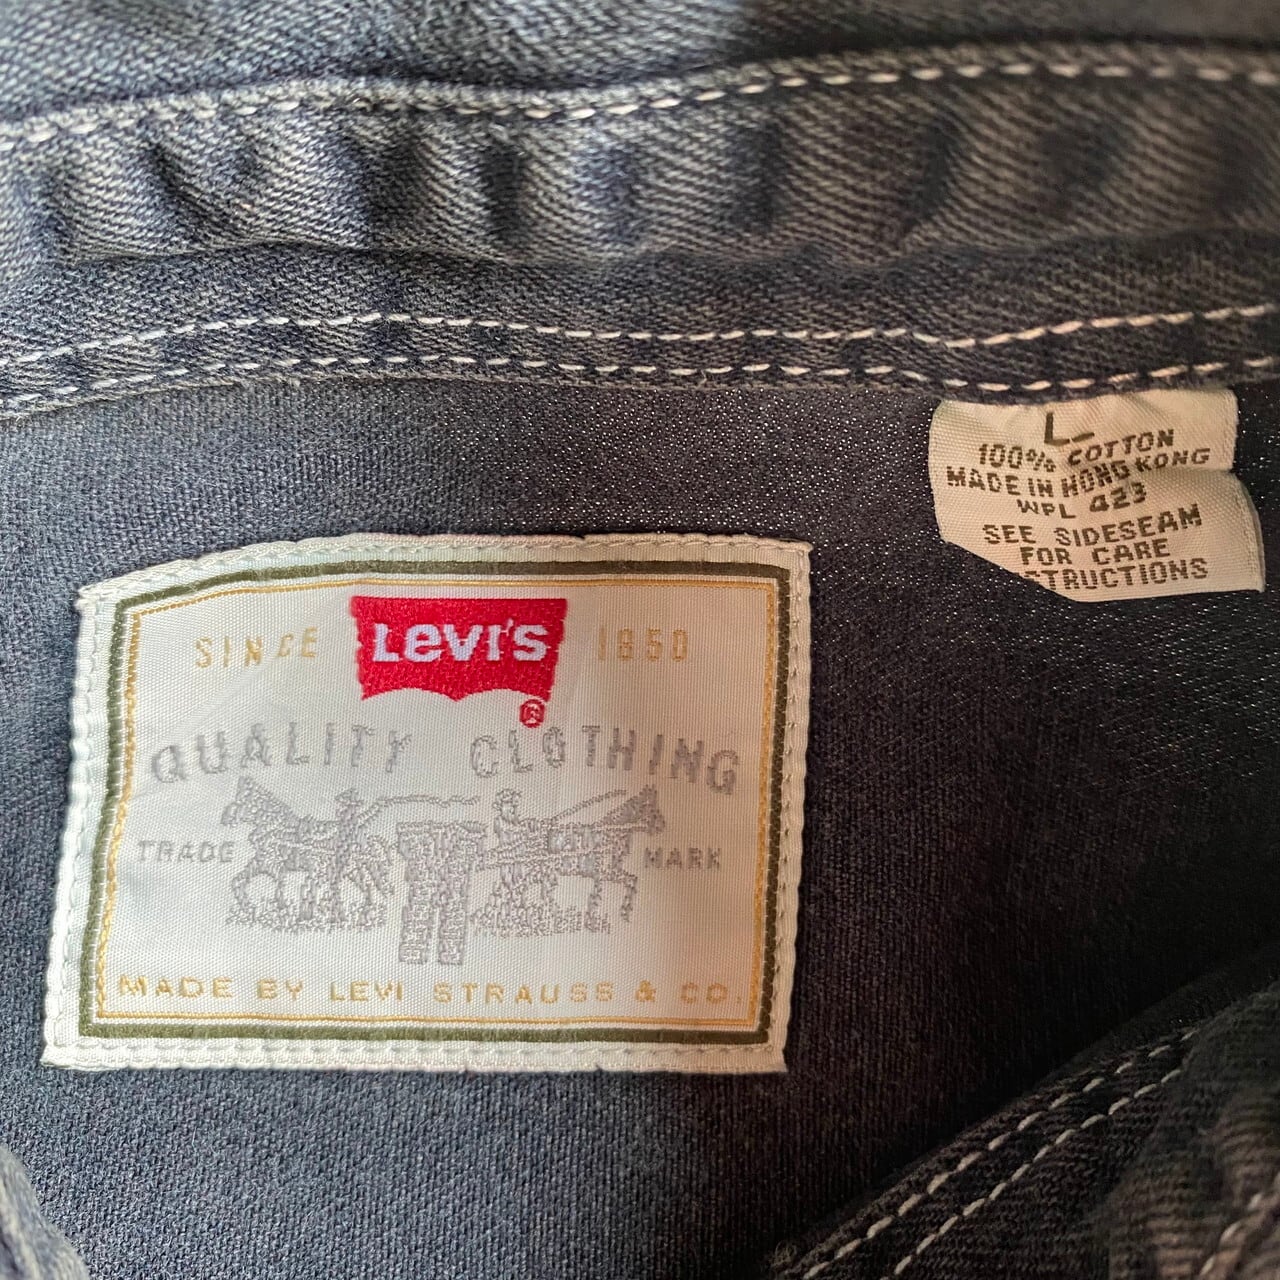 L
100% COTTON
MADE IN HONG KONG
WPL 423
SEE SIDESEAM
FOR CARE
STRUCTIONS
SINCE LEVI'S 1850
®
QUALITY CLOTHING
TRADE MARK
MADE BY LEVI STRAUSS & CO.